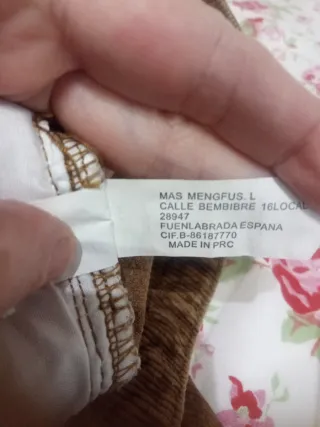 MAS MENGFUS. L
CALLE BEMBIBRE 16LOCAL
28947
FUENLABRADA ESPANA
CIF.B-86187770
MADE IN PRC